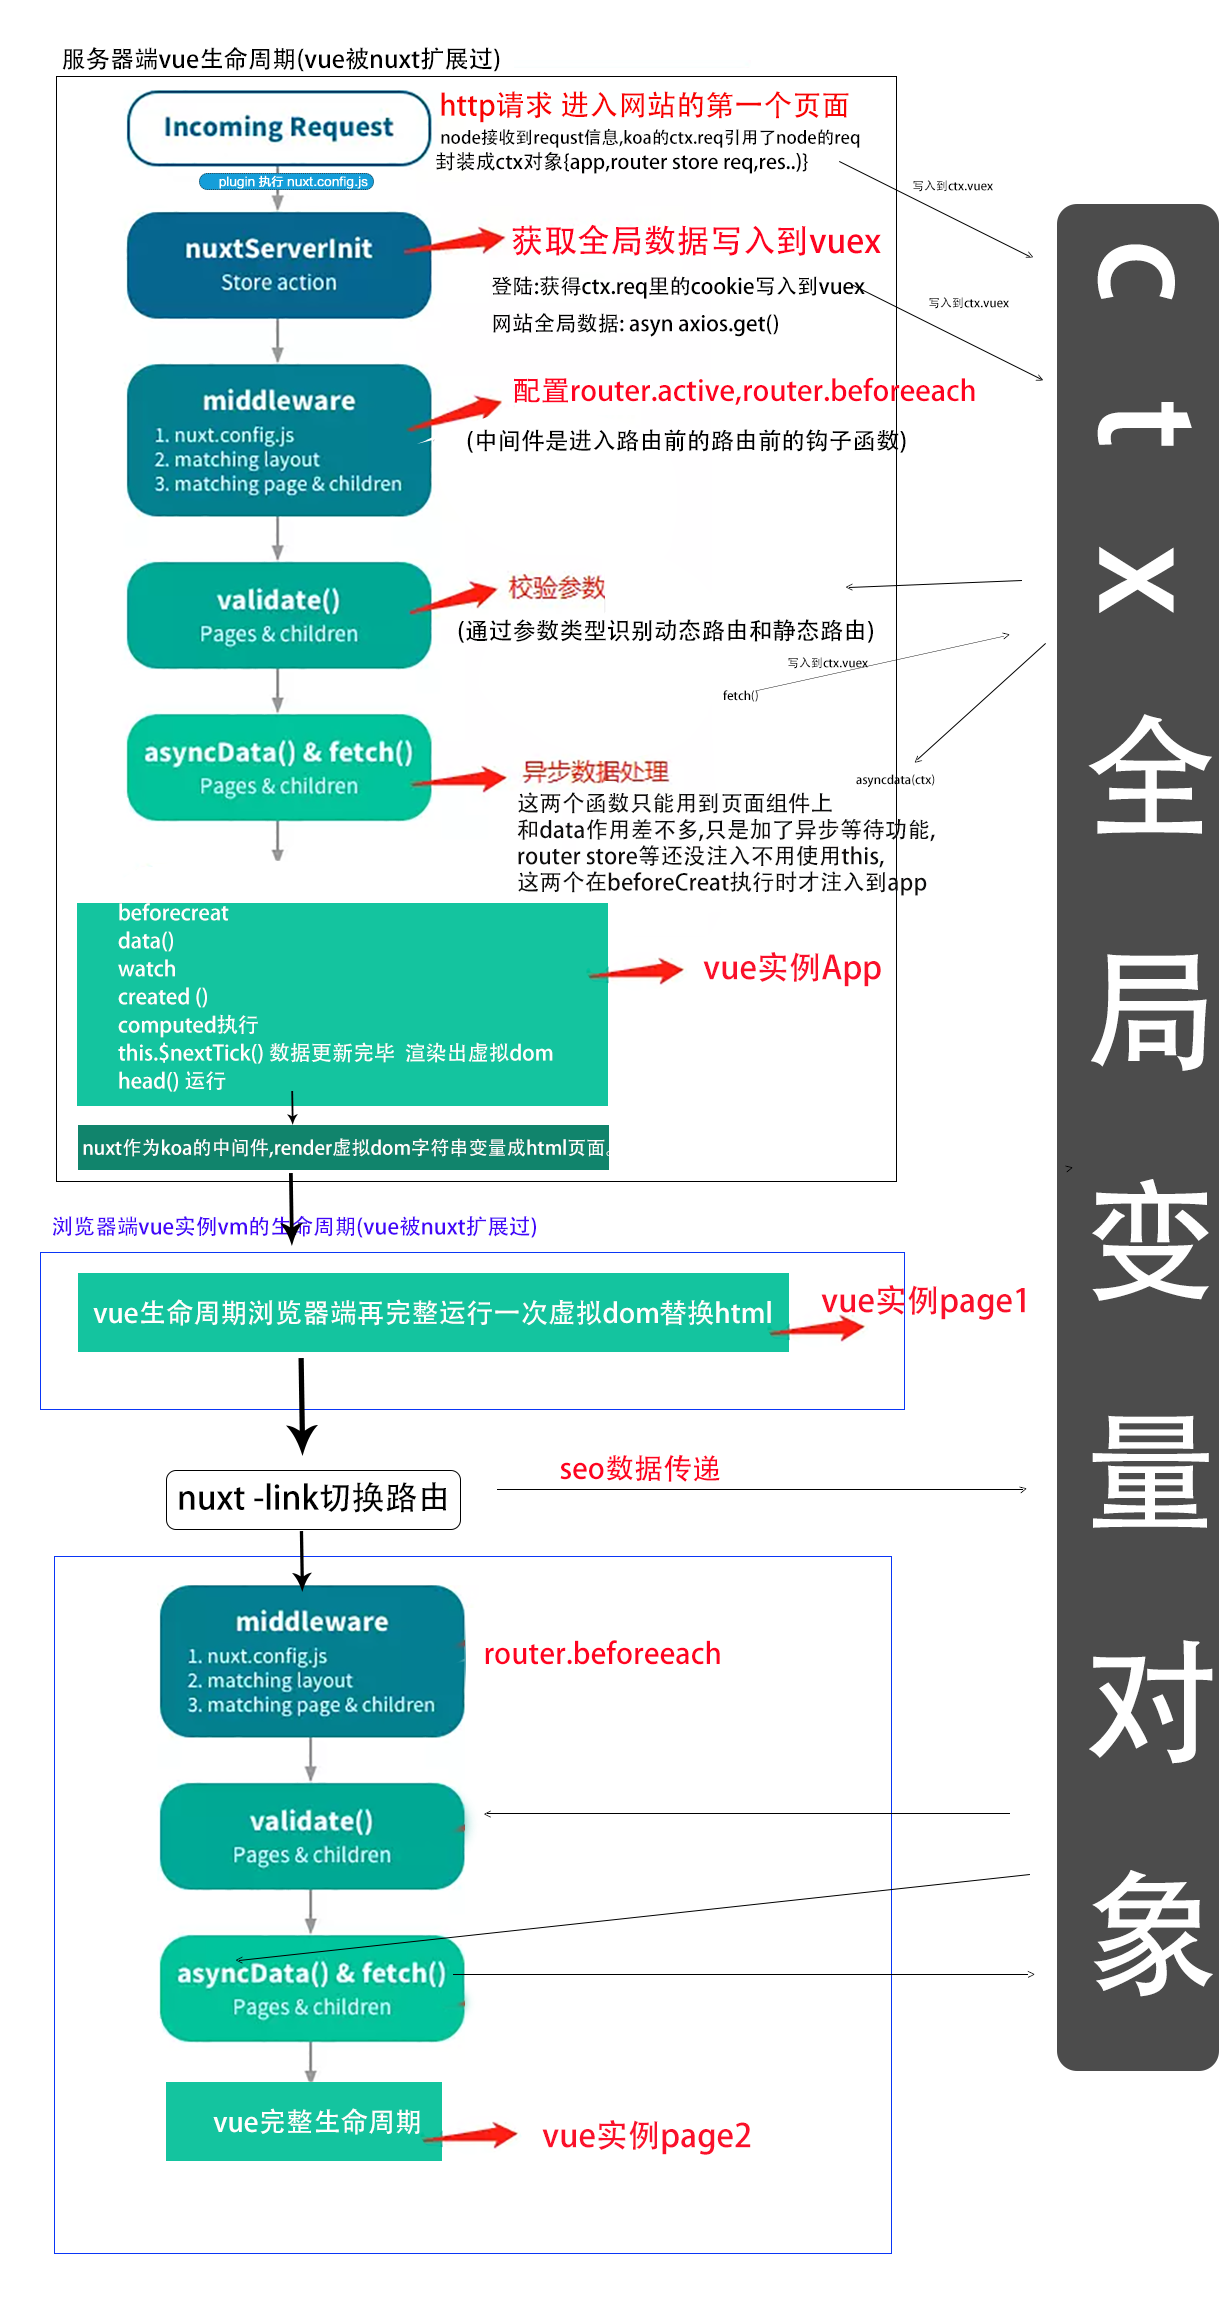 服务器端vue生命周期(vue被nuxt扩展过)
Incoming Request
http请求 进入网站的第一个页面
node接收到requst信息,koa的ctx.req引用了node的req
封装成ctx对象{app,router store req,res..)}
plugin 执行 nuxt.config.js
写入到ctx.vuex
nuxtServerInit
Store action
获取全局数据写入到vuex
登陆:获得ctx.req里的cookie写入到vuex
网站全局数据: asyn axios.get()
写入到ctx.vuex
middleware
1. nuxt.config.js
2. matching layout
3. matching page & children
配置router.active,router.beforeeach
(中间件是进入路由前的路由前的钩子函数)
validate()
Pages & children
校验参数
(通过参数类型识别动态路由和静态路由)
写入到ctx.vuex
fetch()
asyncData() & fetch()
Pages & children
异步数据处理
asyncdata(ctx)
这两个函数只能用到页面组件上
和data作用差不多,只是加了异步等待功能,
router store等还没注入不用使用this,
这两个在beforeCreat执行时才注入到app
beforecreat
data()
watch
created ()
computed执行
this.$nextTick() 数据更新完毕 渲染出虚拟dom
head() 运行
vue实例App
nuxt作为koa的中间件,render虚拟dom字符串变量成html页面。
浏览器端vue实例vm的生命周期(vue被nuxt扩展过)
vue生命周期浏览器端再完整运行一次虚拟dom替换html
vue实例page1
nuxt -link切换路由
seo数据传递
middleware
1. nuxt.config.js
2. matching layout
3. matching page & children
router.beforeeach
validate()
Pages & children
asyncData() & fetch()
Pages & children
vue完整生命周期
vue实例page2
ctx全局变量对象